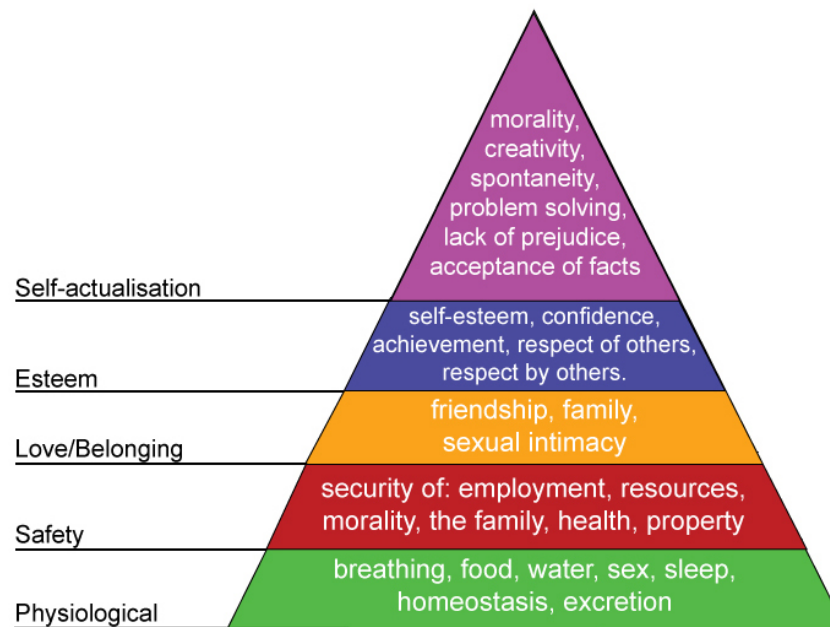 morality,
creativity,
spontaneity,
problem solving,
lack of prejudice,
acceptance of facts
Self-actualisation
self-esteem, confidence,
achievement, respect of others,
respect by others.
Esteem
friendship, family,
sexual intimacy
Love/Belonging
security of: employment, resources,
morality, the family, health, property
Safety
breathing, food, water, sex, sleep,
homeostasis, excretion
Physiological